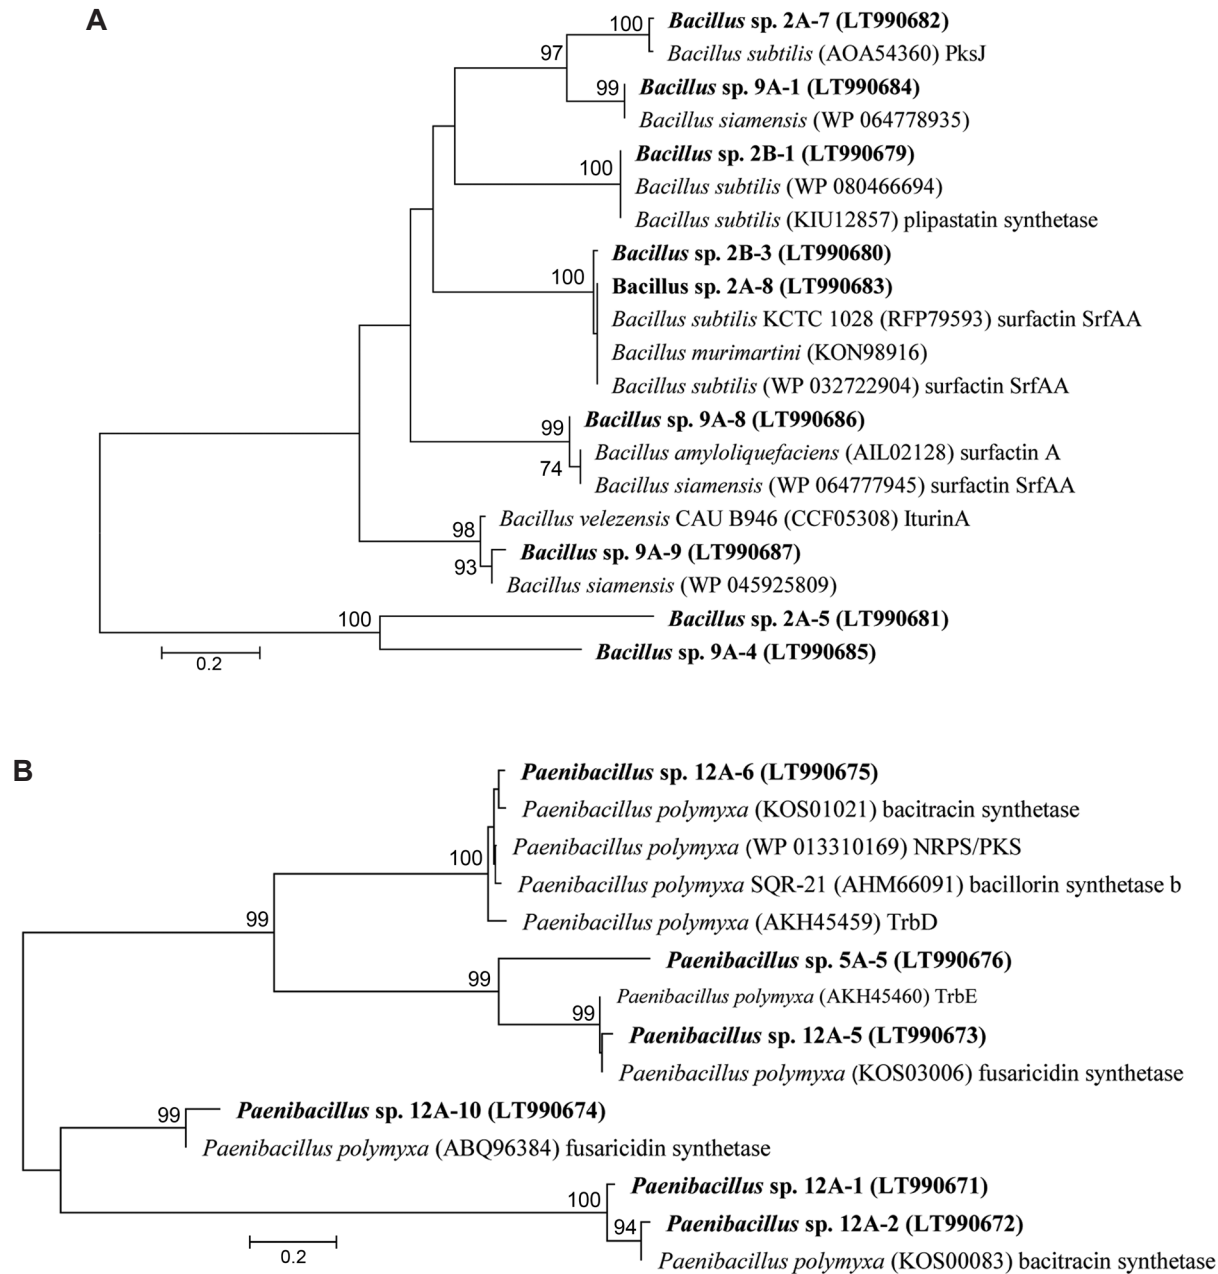 A
100 Bacillus sp. 2A-7 (LT990682)
Bacillus subtilis (AOA54360) PksJ
97
99 Bacillus sp. 9A-1 (LT990684)
Bacillus siamensis (WP 064778935)
Bacillus sp. 2B-1 (LT990679)
100 Bacillus subtilis (WP 080466694)
Bacillus subtilis (KIU12857) plipastatin synthetase
Bacillus sp. 2B-3 (LT990680)
100 Bacillus sp. 2A-8 (LT990683)
Bacillus subtilis KCTC 1028 (RFP79593) surfactin SrfAA
Bacillus murimartini (KON98916)
Bacillus subtilis (WP 032722904) surfactin SrfAA
99 Bacillus sp. 9A-8 (LT990686)
Bacillus amyloliquefaciens (AIL02128) surfactin A
74
Bacillus siamensis (WP 064777945) surfactin SrfAA
98 Bacillus velezensis CAU B946 (CCF05308) IturinA
Bacillus sp. 9A-9 (LT990687)
93
Bacillus siamensis (WP 045925809)
100 Bacillus sp. 2A-5 (LT990681)
Bacillus sp. 9A-4 (LT990685)
0.2
B
Paenibacillus sp. 12A-6 (LT990675)
Paenibacillus polymyxa (KOS01021) bacitracin synthetase
Paenibacillus polymyxa (WP 013310169) NRPS/PKS
100
Paenibacillus polymyxa SQR-21 (AHM66091) bacillorin synthetase b
99 Paenibacillus polymyxa (AKH45459) TrbD
Paenibacillus sp. 5A-5 (LT990676)
99
Paenibacillus polymyxa (AKH45460) TrbE
99
Paenibacillus sp. 12A-5 (LT990673)
Paenibacillus polymyxa (KOS03006) fusaricidin synthetase
99 Paenibacillus sp. 12A-10 (LT990674)
Paenibacillus polymyxa (ABQ96384) fusaricidin synthetase
Paenibacillus sp. 12A-1 (LT990671)
100
94 Paenibacillus sp. 12A-2 (LT990672)
Paenibacillus polymyxa (KOS00083) bacitracin synthetase
0.2